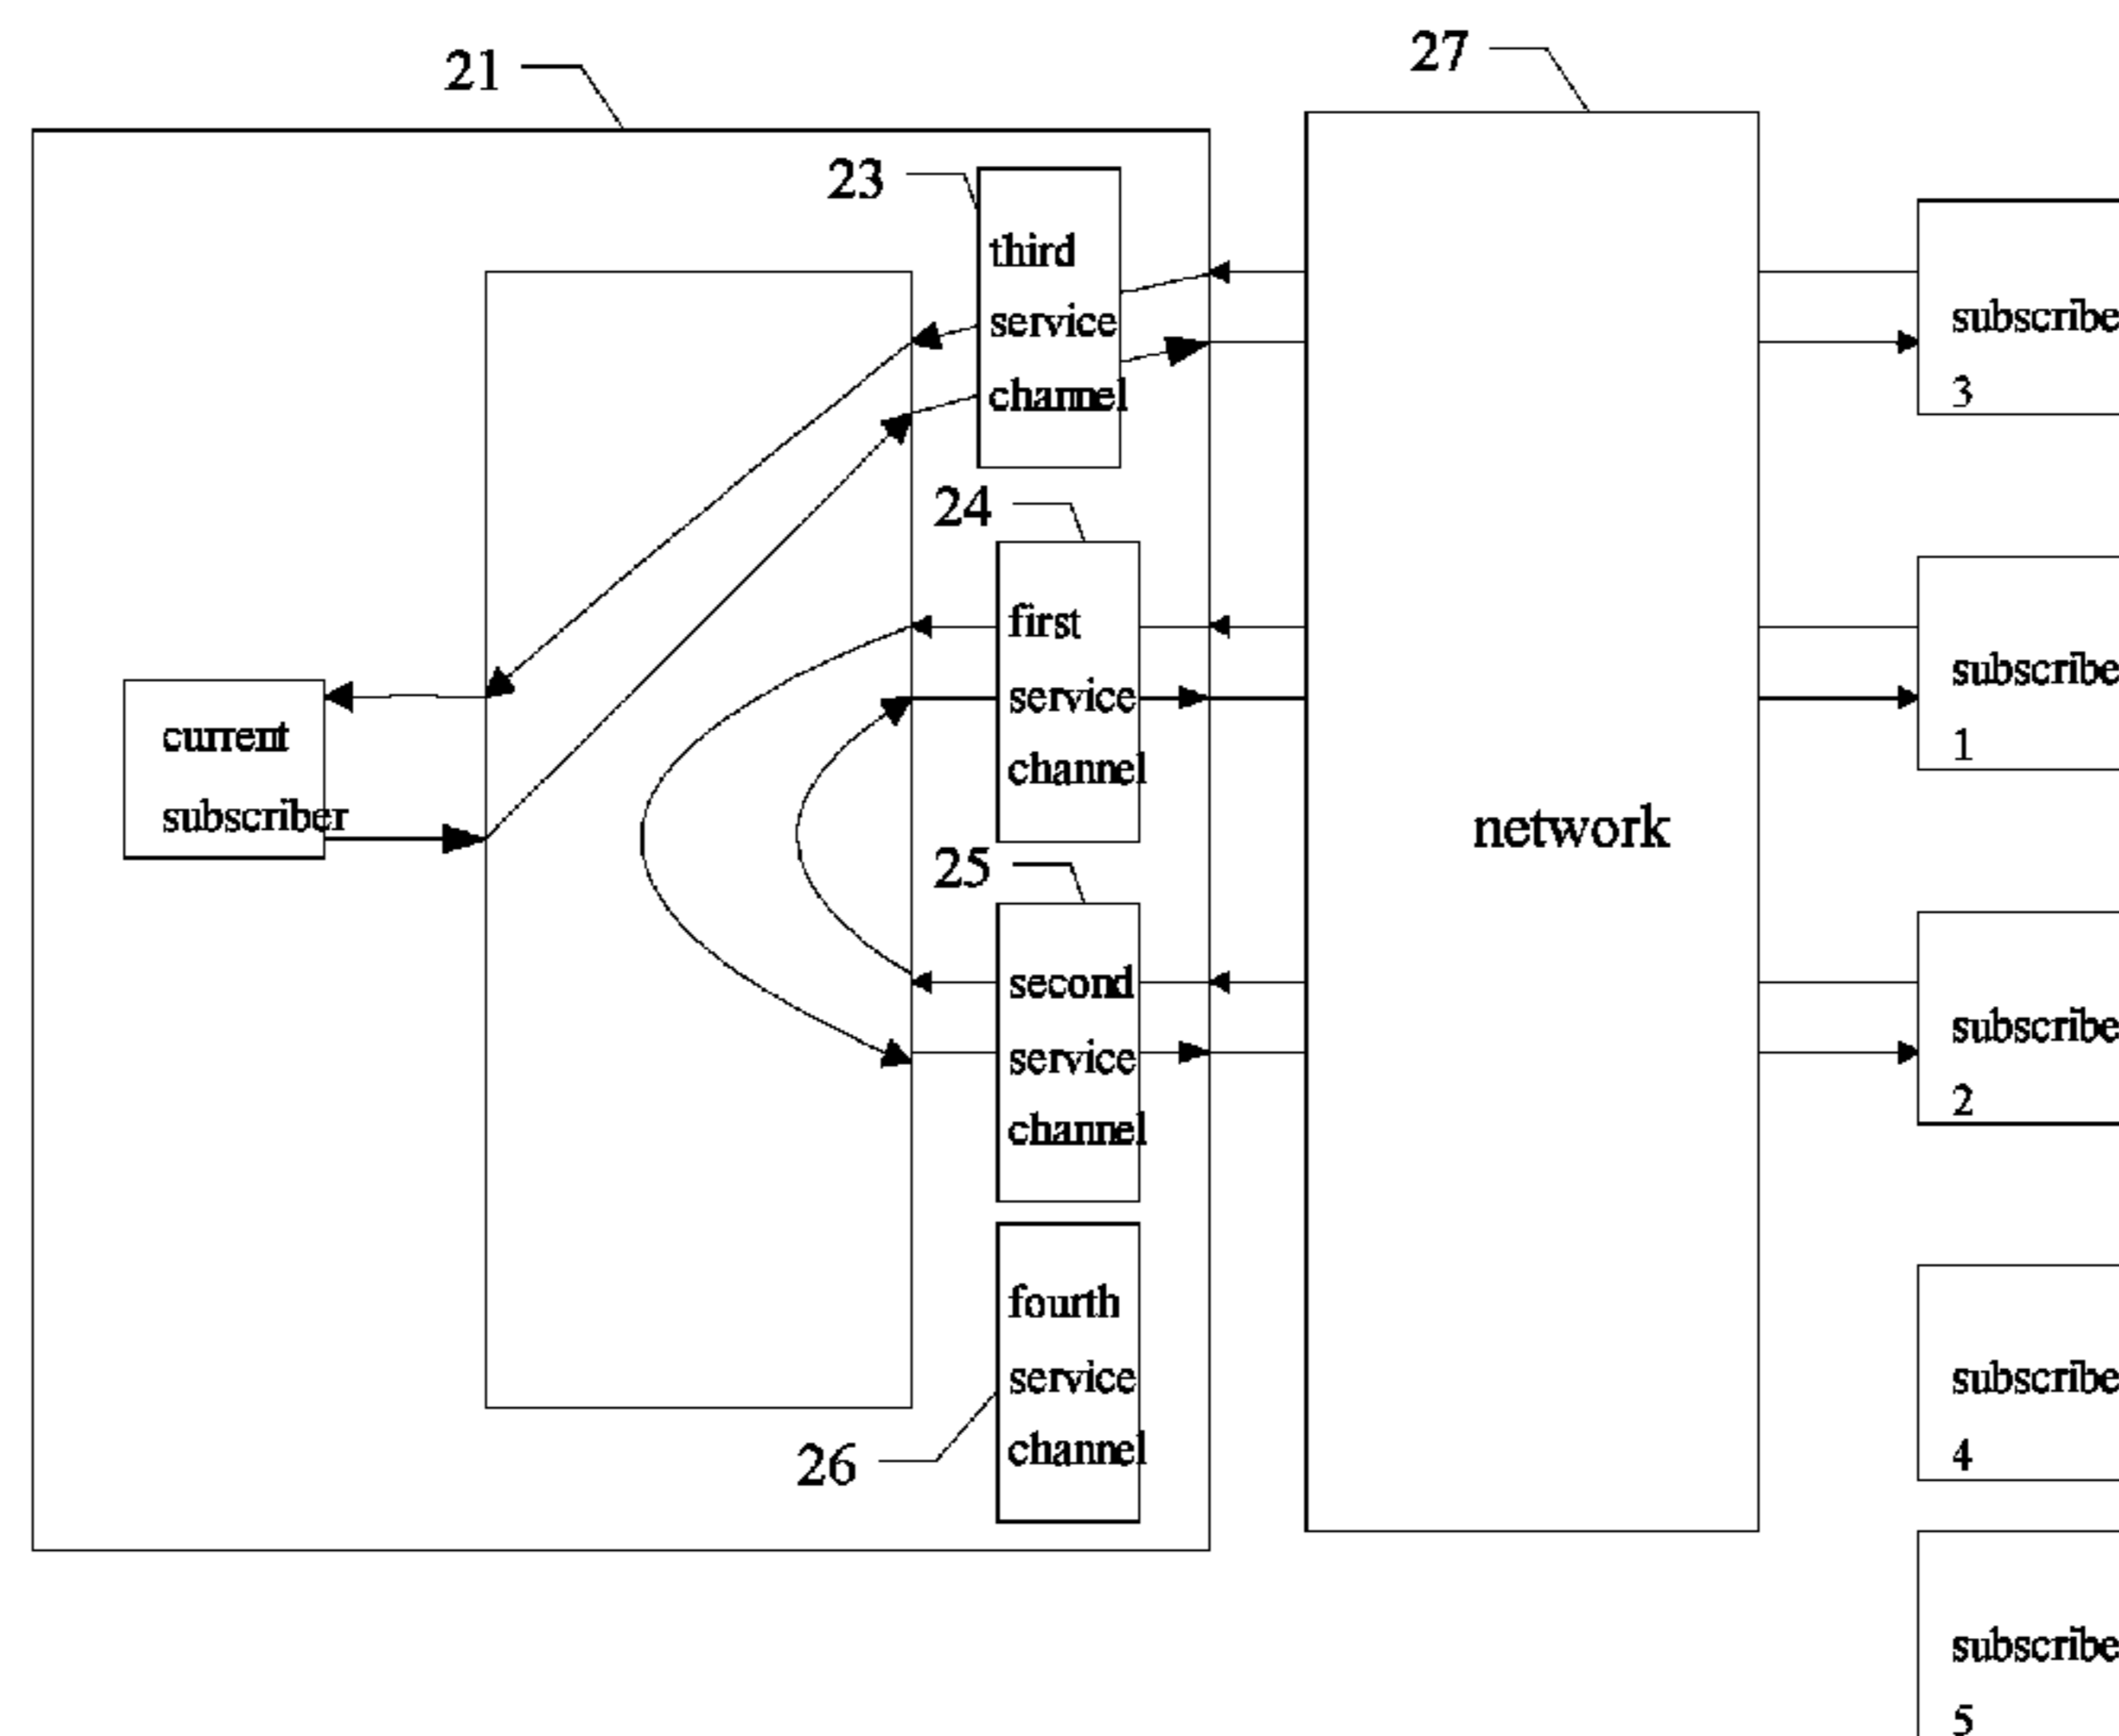 21
27
23
third
service
channel
subscribe
3
24
first
service
channel
subscribe
1
current
subscriber
network
25
second
service
channel
subscribe
2
fourth
service
channel
26
subscribe
4
subscribe
5